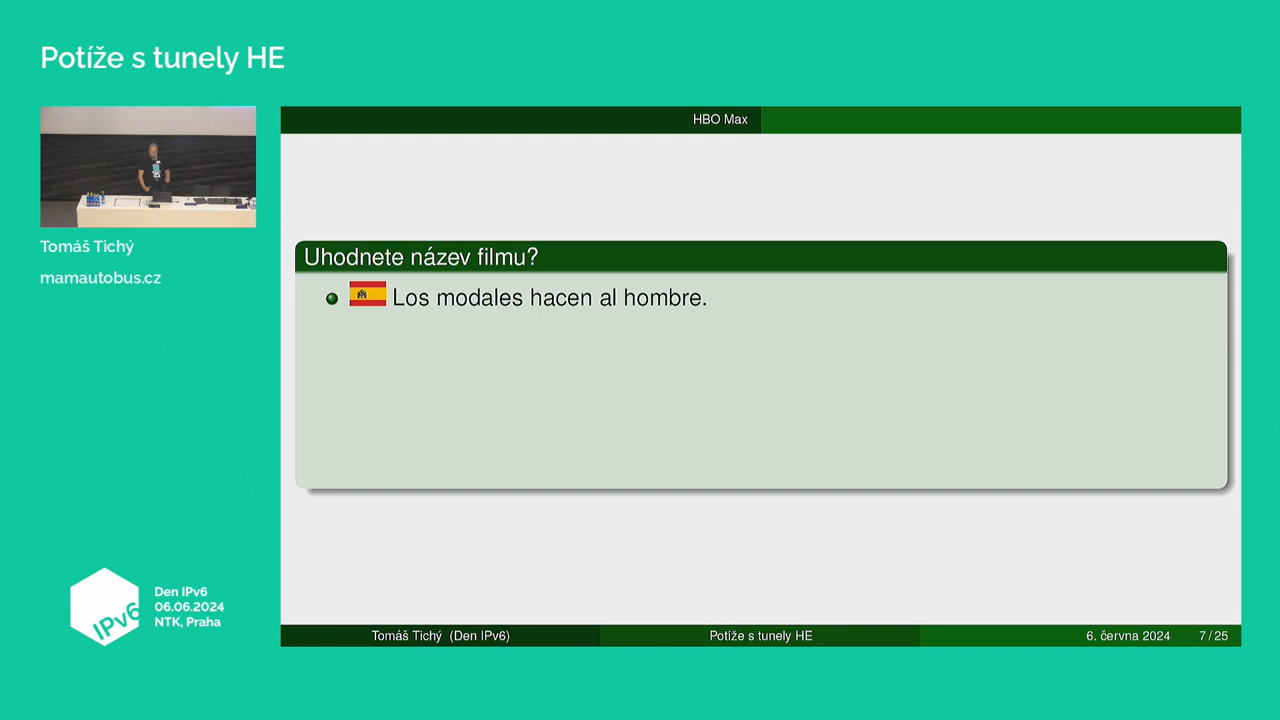 Potíže s tunely HE
Tomáš Tichý
mamautobus.cz
HBO Max
Uhodnete název filmu?
Los modales hacen al hombre.
IPv6
Den IPv6
06.06.2024
NTK, Praha
Tomáš Tichý (Den IPv6)
Potíže s tunely HE
6. června 2024
7 / 25